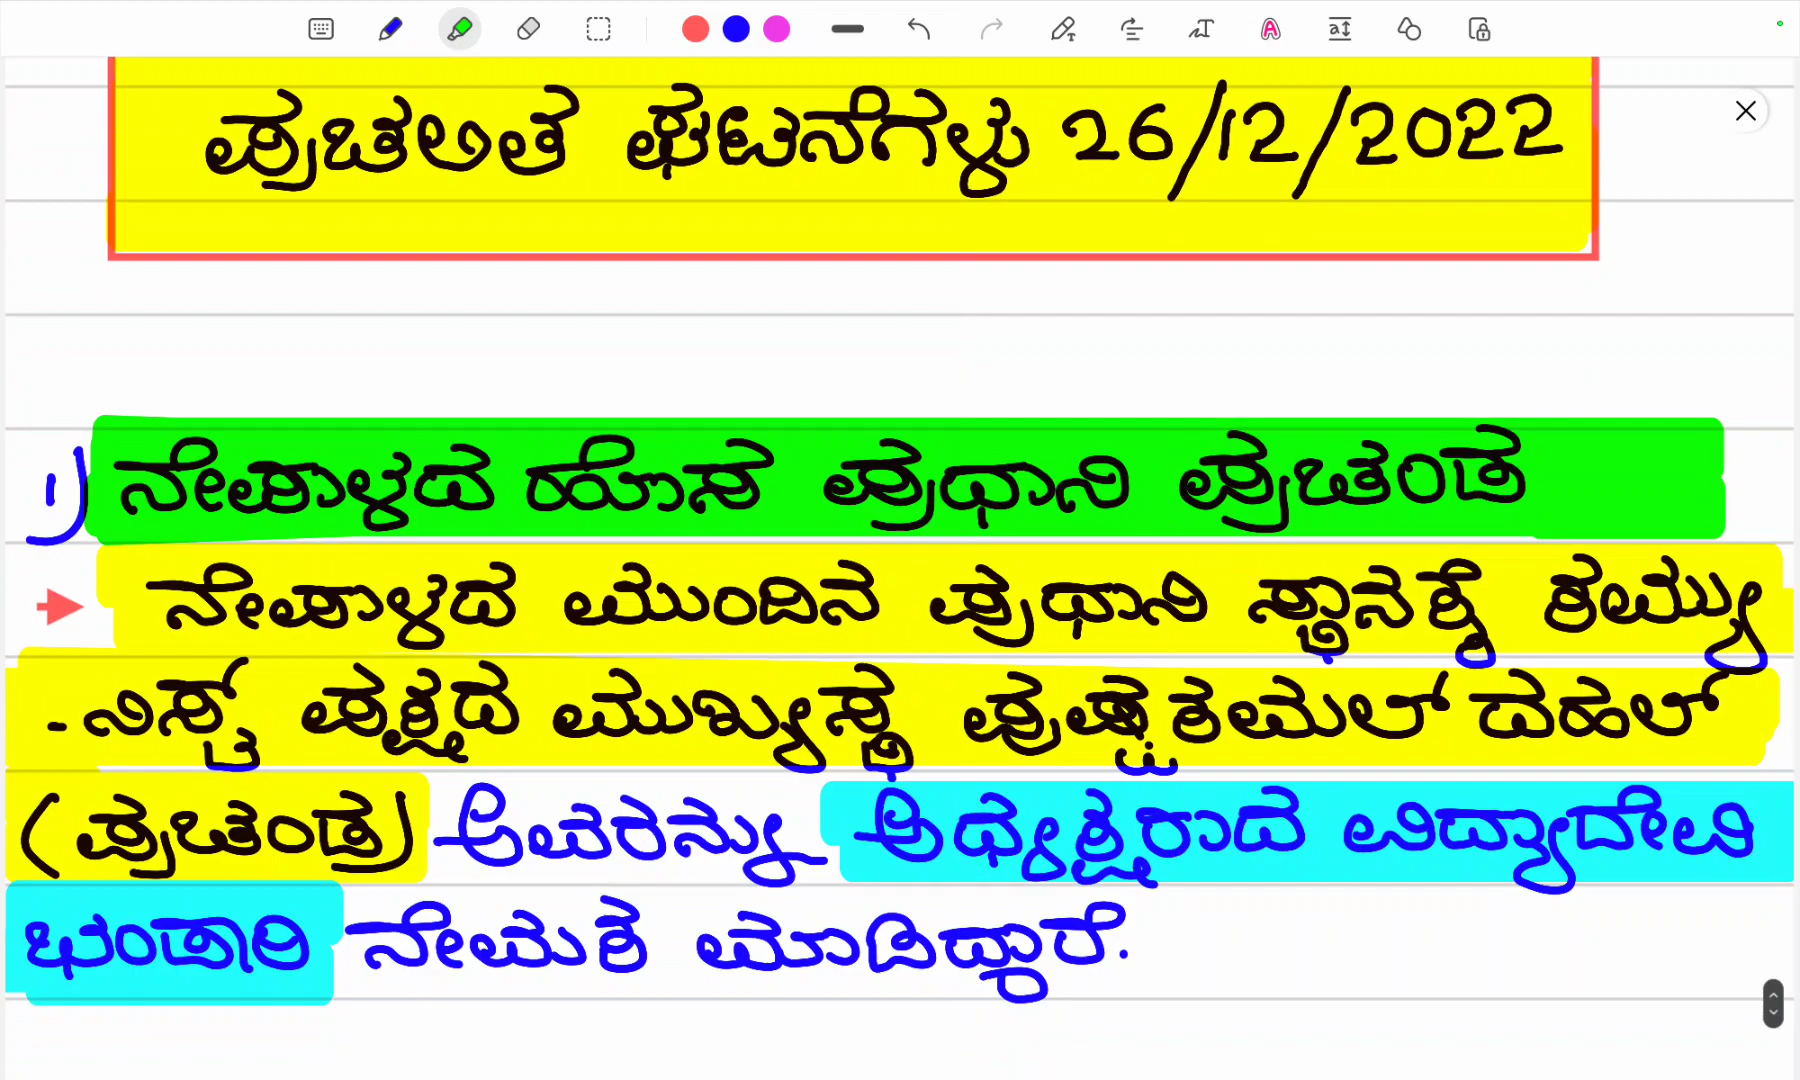 ಪ್ರಚಲಿತ ಘಟನೆಗಳು 26/12/2022
1) ನೇಪಾಳದ ಹೊಸ ಪ್ರಧಾನಿ ಪ್ರಚಂಡ
ನೇಪಾಳದ ಮುಂದಿನ ಪ್ರಧಾನಿ ಸ್ಥಾನಕ್ಕೆ ಕಮ್ಯು
-ನಿಸ್ಟ್ ಪಕ್ಷದ ಮುಖ್ಯಸ್ಥ ಪುಷ್ಪಕಮಲ್ ದಹಲ್
(ಪ್ರಚಂಡ) ಅವರನ್ನು ಅಧ್ಯಕ್ಷರಾದ ವಿದ್ಯಾದೇವಿ
ಭಂಡಾರಿ ನೇಮಕ ಮಾಡಿದ್ದಾರೆ.